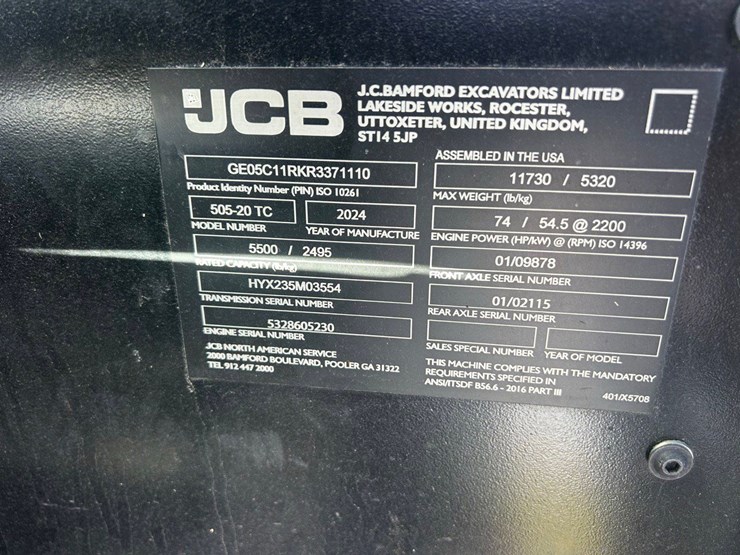 JCB
J.C.BAMFORD EXCAVATORS LIMITED
LAKESIDE WORKS, ROCESTER,
UTTOXETER, UNITED KINGDOM,
ST14 5JP
GE05C11RKR3371110
Product Identity Number (PIN) ISO 10261
505-20 TC
MODEL NUMBER
2024
YEAR OF MANUFACTURE
5500 / 2495
RATED CAPACITY (lb/kg)
HYX235M03554
TRANSMISSION SERIAL NUMBER
5328605230
ENGINE SERIAL NUMBER
JCB NORTH AMERICAN SERVICE
2000 BAMFORD BOULEVARD, POOLER GA 31322
TEL 912 447 2000
ASSEMBLED IN THE USA
11730 / 5320
MAX WEIGHT (lb/kg)
74 / 54.5 @ 2200
ENGINE POWER (HP/kW) @ (RPM) ISO 14396
01/09878
FRONT AXLE SERIAL NUMBER
01/02115
REAR AXLE SERIAL NUMBER
SALES SPECIAL NUMBER
YEAR OF MODEL
THIS MACHINE COMPLIES WITH THE MANDATORY
REQUIREMENTS SPECIFIED IN
ANSI/ITSDF B56.6 - 2016 PART III
401/X5708